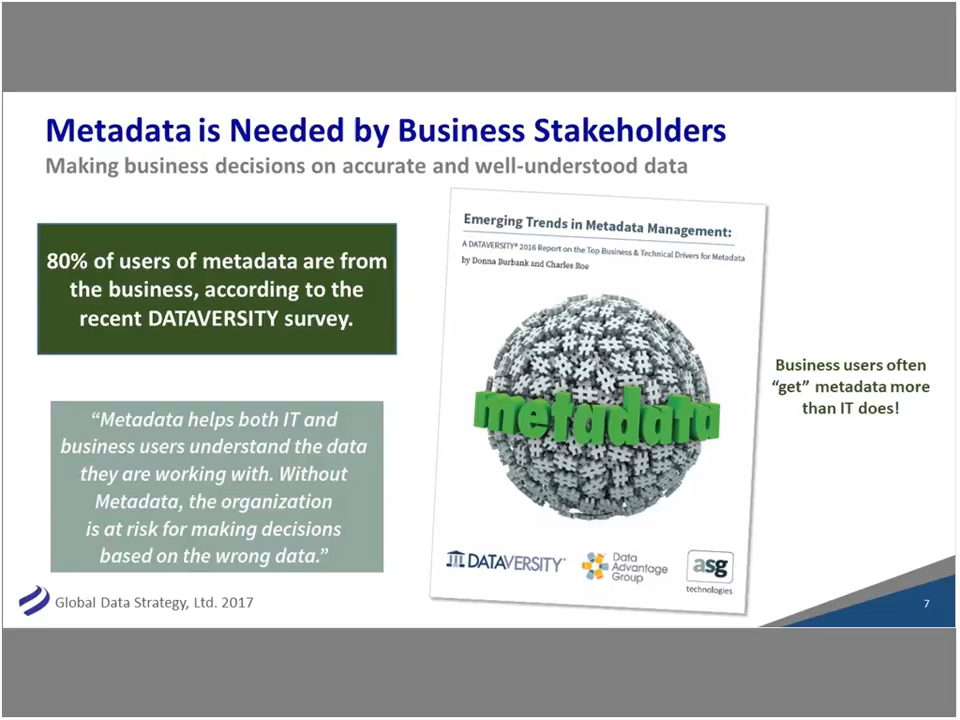 Metadata is Needed by Business Stakeholders
Making business decisions on accurate and well-understood data
80% of users of metadata are from
the business, according to the
recent DATAVERSITY survey.
“Metadata helps both IT and
business users understand the data
they are working with. Without
Metadata, the organization
is at risk for making decisions
based on the wrong data.”
Emerging Trends in Metadata Management:
A DATAVERSITY® 2016 Report on the Top Business & Technical Drivers for Metadata
by Donna Burbank and Charles Roe
metadata
DATAVERSITY
Data
Advantage
Group
asg
technologies
Business users often
“get” metadata more
than IT does!
Global Data Strategy, Ltd. 2017
7